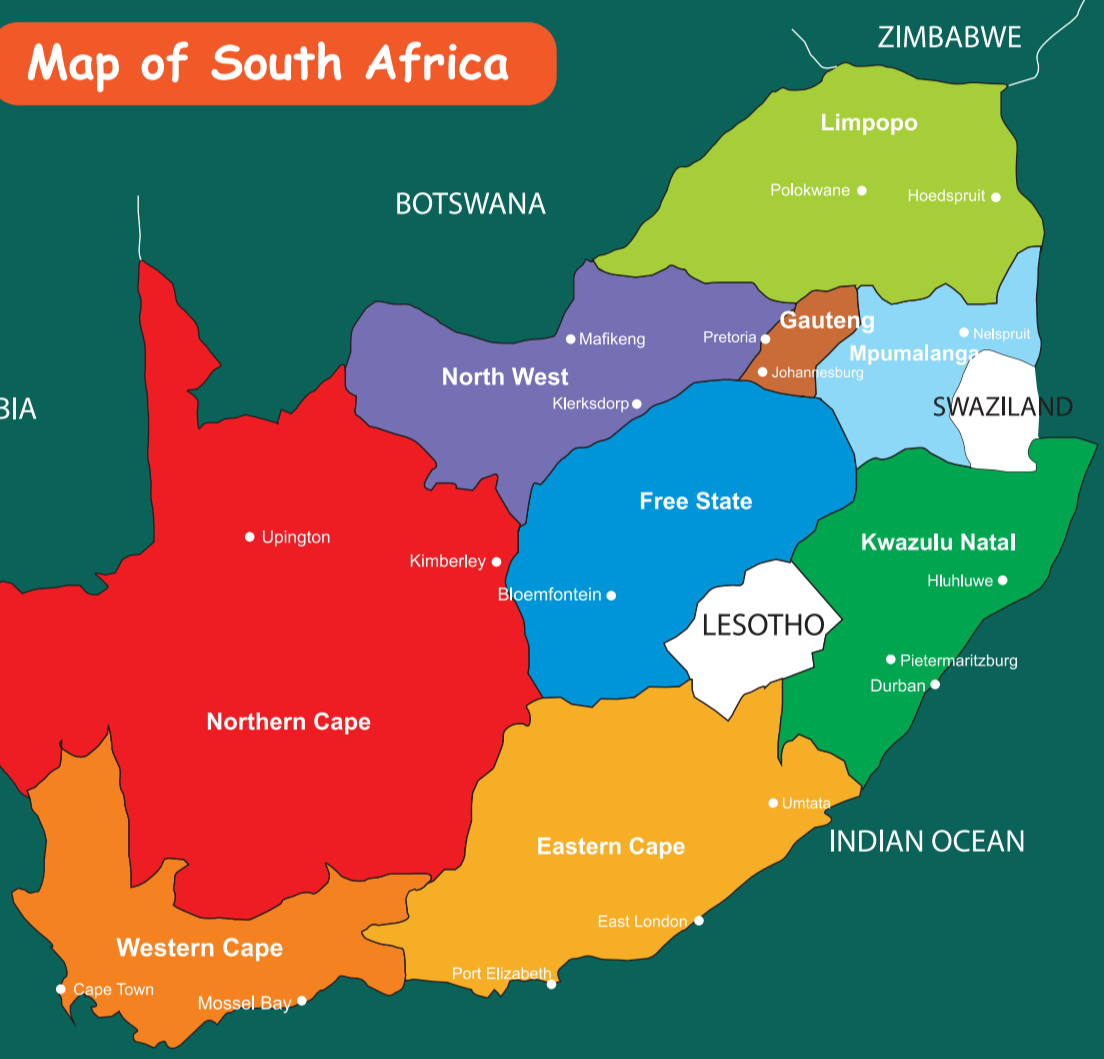 Map of South Africa
ZIMBABWE
Limpopo
Polokwane
Hoedspruit
BOTSWANA
Gauteng
Mafikeng
Pretoria
Nelspruit
Mpumalanga
North West
Johannesburg
Klerksdorp
SWAZILAND
BIA
Free State
Upington
Kwazulu Natal
Kimberley
Hluhluwe
Bloemfontein
LESOTHO
Pietermaritzburg
Durban
Northern Cape
Umtata
INDIAN OCEAN
Eastern Cape
East London
Western Cape
Port Elizabeth
Cape Town
Mossel Bay